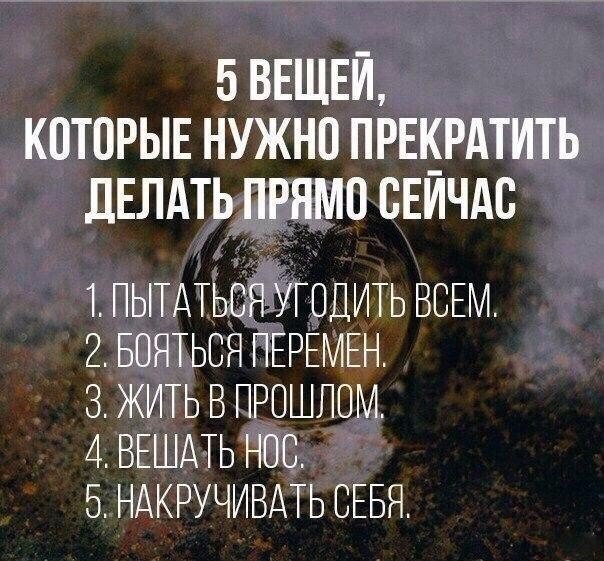 5 ВЕЩЕЙ,
КОТОРЫЕ НУЖНО ПРЕКРАТИТЬ
ДЕЛАТЬ ПРЯМО СЕЙЧАС
1. ПЫТАТЬСЯ УГОДИТЬ ВСЕМ.
2. БОЯТЬСЯ ПЕРЕМЕН.
3. ЖИТЬ В ПРОШЛОМ.
4. ВЕШАТЬ НОС.
5. НАКРУЧИВАТЬ СЕБЯ.